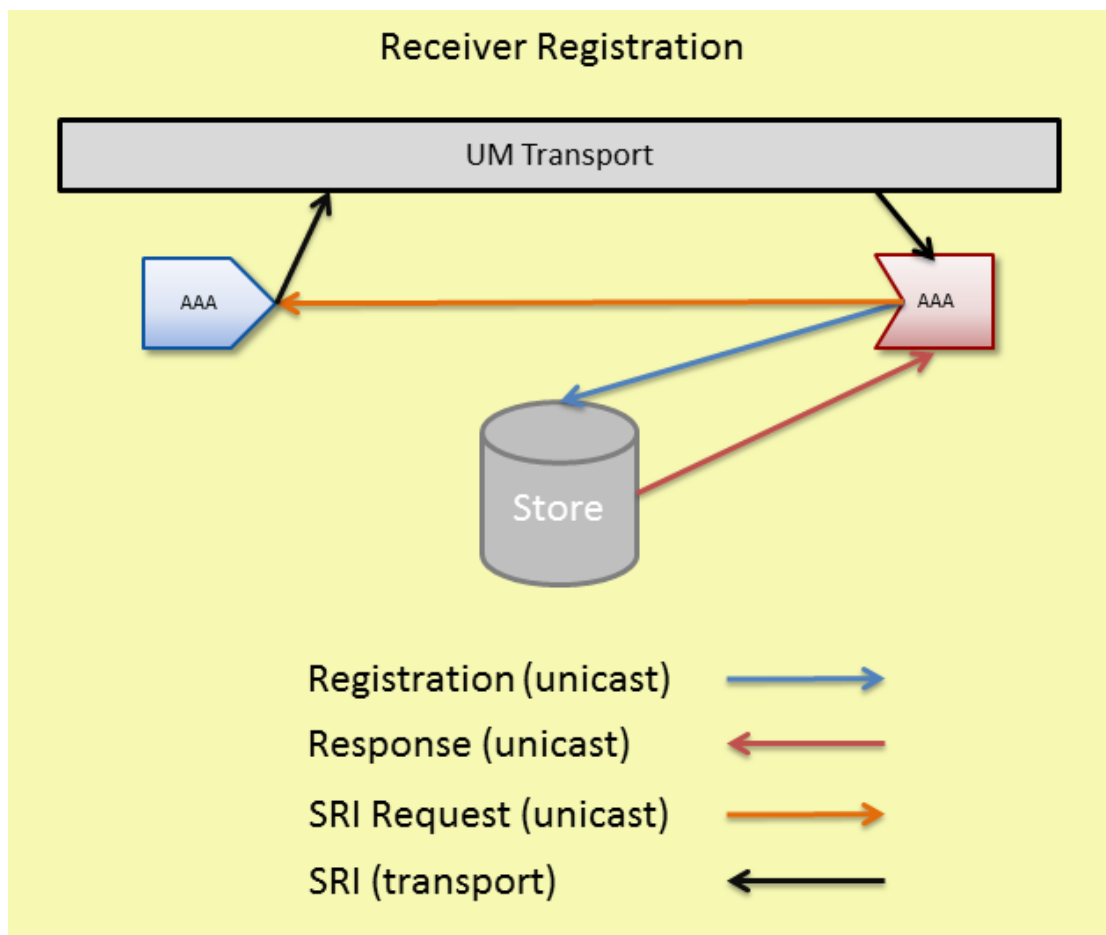 Receiver Registration
UM Transport
AAA
AAA
Store
Registration (unicast)
Response (unicast)
SRI Request (unicast)
SRI (transport)